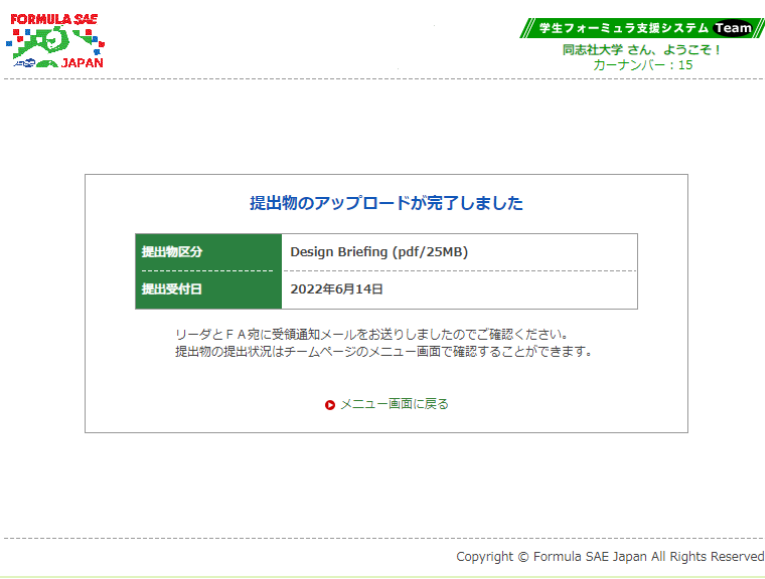 FORMULA SAE
JAPAN
学生フォーミュラ支援システム Team
同志社大学 さん、ようこそ！
カーナンバー：15
提出物のアップロードが完了しました
提出物区分 Design Briefing (pdf/25MB)
提出受付日 2022年6月14日
リーダとＦＡ宛に受領通知メールをお送りしましたのでご確認ください。
提出物の提出状況はチームページのメニュー画面で確認することができます。
メニュー画面に戻る
Copyright © Formula SAE Japan All Rights Reserved